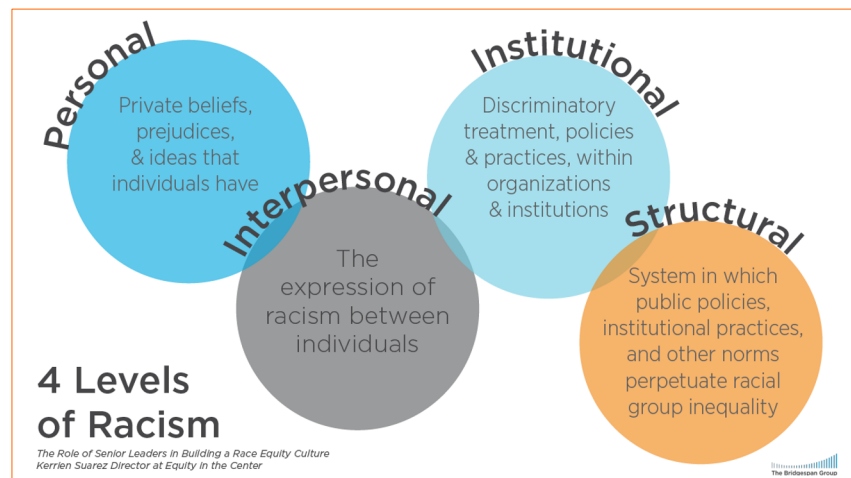 Personal
Private beliefs,
prejudices,
& ideas that
individuals have
Interpersonal
The
expression of
racism between
individuals
Institutional
Discriminatory
treatment, policies
& practices, within
organizations
& institutions
Structural
System in which
public policies,
institutional practices,
and other norms
perpetuate racial
group inequality
4 Levels
of Racism
The Role of Senior Leaders in Building a Race Equity Culture
Kerrien Suarez Director at Equity in the Center
The Bridgespan Group